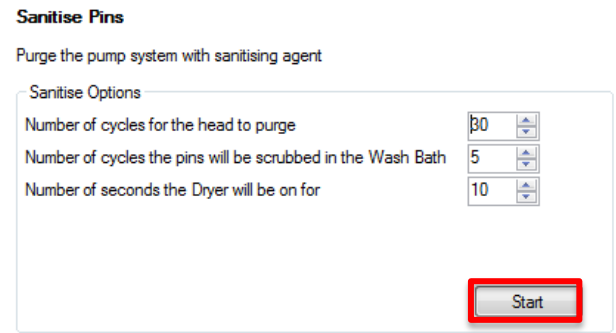 Sanitise Pins
Purge the pump system with sanitising agent
Sanitise Options
Number of cycles for the head to purge 30
Number of cycles the pins will be scrubbed in the Wash Bath 5
Number of seconds the Dryer will be on for 10
Start